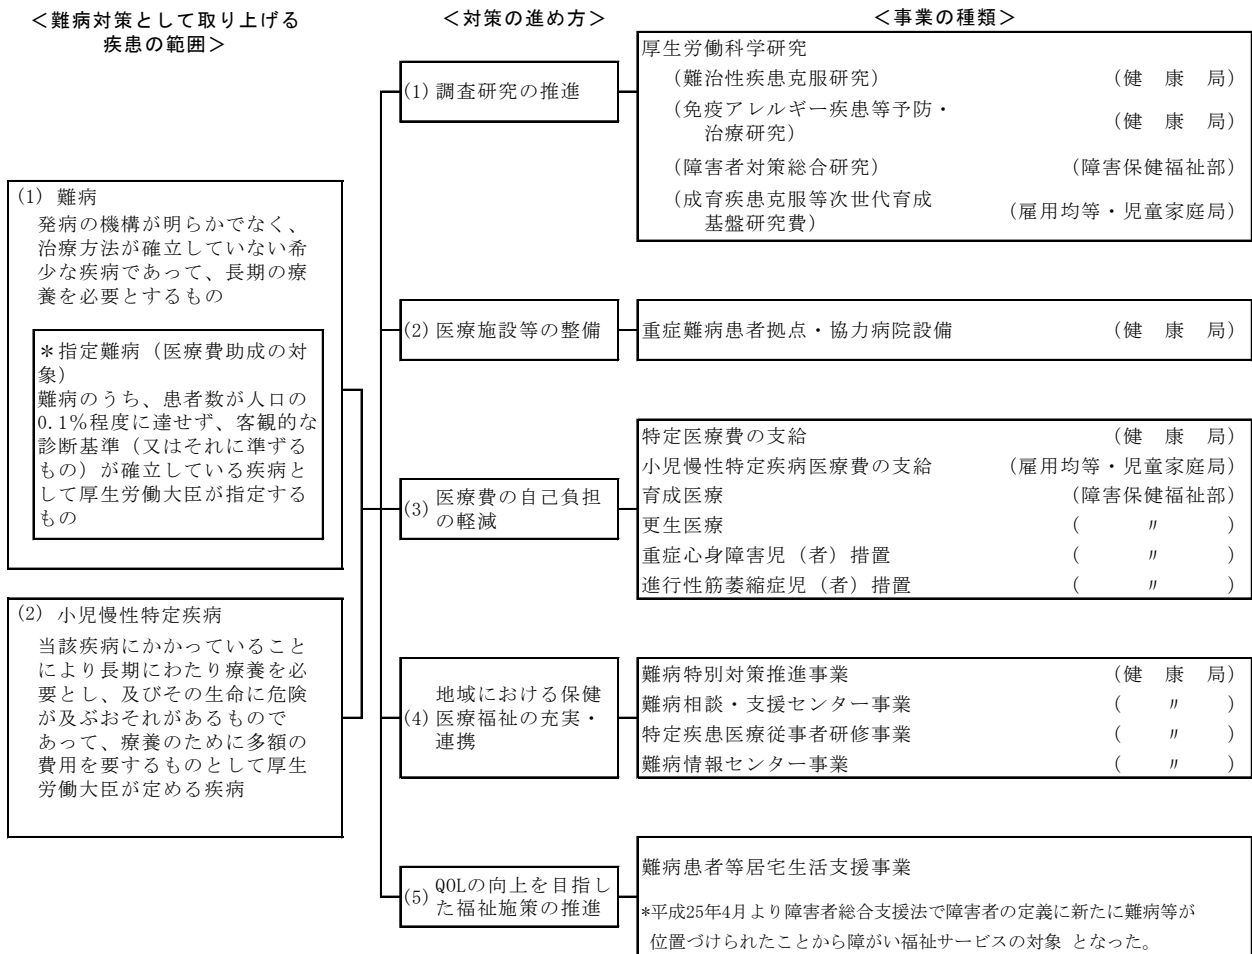 ＜難病対策として取り上げる
疾患の範囲＞
＜対策の進め方＞
＜事業の種類＞
(1) 難病
発病の機構が明らかでなく、
治療方法が確立していない希
少な疾病であって、長期の療
養を必要とするもの
＊指定難病（医療費助成の対
象）
難病のうち、患者数が人口の
0.1％程度に達せず、客観的な
診断基準（又はそれに準ずる
もの）が確立している疾病と
して厚生労働大臣が指定する
もの
(2) 小児慢性特定疾病
当該疾病にかかっていること
により長期にわたり療養を必
要とし、及びその生命に危険
が及ぶおそれがあるもので
あって、療養のために多額の
費用を要するものとして厚生
労働大臣が定める疾病
(1) 調査研究の推進
厚生労働科学研究
（難治性疾患克服研究） （健　康　局）
（免疫アレルギー疾患等予防・
治療研究） （健　康　局）
（障害者対策総合研究） （障害保健福祉部）
（成育疾患克服等次世代育成
基盤研究費） （雇用均等・児童家庭局）
(2) 医療施設等の整備
重症難病患者拠点・協力病院設備 （健　康　局）
(3) 医療費の自己負担
の軽減
特定医療費の支給 （健　康　局）
小児慢性特定疾病医療費の支給 （雇用均等・児童家庭局）
育成医療 （障害保健福祉部）
更生医療 （　　〃　　）
重症心身障害児（者）措置 （　　〃　　）
進行性筋萎縮症児（者）措置 （　　〃　　）
(4) 地域における保健
医療福祉の充実・
連携
難病特別対策推進事業 （健　康　局）
難病相談・支援センター事業 （　　〃　　）
特定疾患医療従事者研修事業 （　　〃　　）
難病情報センター事業 （　　〃　　）
(5) QOLの向上を目指し
た福祉施策の推進
難病患者等居宅生活支援事業
*平成25年4月より障害者総合支援法で障害者の定義に新たに難病等が
位置づけられたことから障がい福祉サービスの対象 となった。